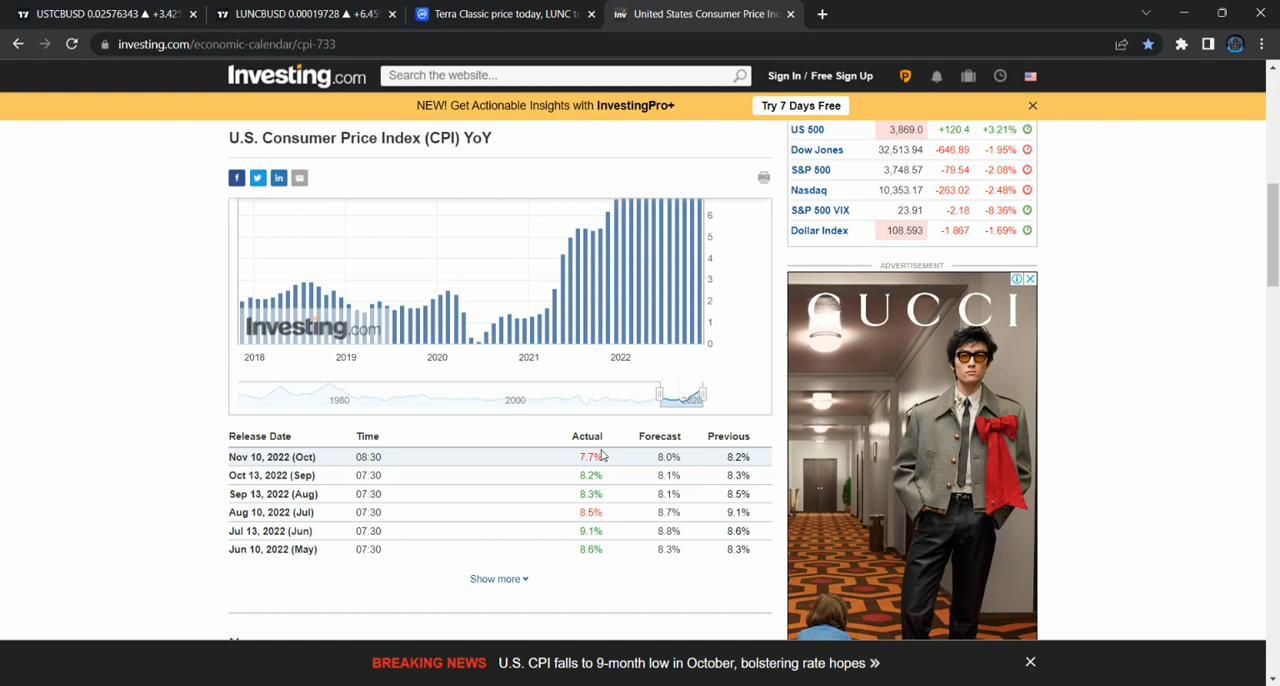 USTCBUSD 0.02576343 ▲ +3.42%
LUNCBUSD 0.00019728 ▲ +6.45%
Terra Classic price today, LUNC to
United States Consumer Price Ind
investing.com/economic-calendar/cpi-733
Investing.com
Search the website...
Sign In / Free Sign Up
NEW! Get Actionable Insights with InvestingPro+
Try 7 Days Free
U.S. Consumer Price Index (CPI) YoY
US 500 3,869.0 +120.4 +3.21%
Dow Jones 32,513.94 -646.89 -1.95%
S&P 500 3,748.57 -79.54 -2.08%
Nasdaq 10,353.17 -263.02 -2.48%
S&P 500 VIX 23.91 -2.18 -8.36%
Dollar Index 108.593 -1.867 -1.69%
6
5
4
3
2
1
0
Investing.com
2018 2019 2020 2021 2022
1980 2000 2020
ADVERTISEMENT
GUCCI
Release Date Time Actual Forecast Previous
Nov 10, 2022 (Oct) 08:30 7.7% 8.0% 8.2%
Oct 13, 2022 (Sep) 07:30 8.2% 8.1% 8.3%
Sep 13, 2022 (Aug) 07:30 8.3% 8.1% 8.5%
Aug 10, 2022 (Jul) 07:30 8.5% 8.7% 9.1%
Jul 13, 2022 (Jun) 07:30 9.1% 8.8% 8.6%
Jun 10, 2022 (May) 07:30 8.6% 8.3% 8.3%
Show more
BREAKING NEWS U.S. CPI falls to 9-month low in October, bolstering rate hopes »